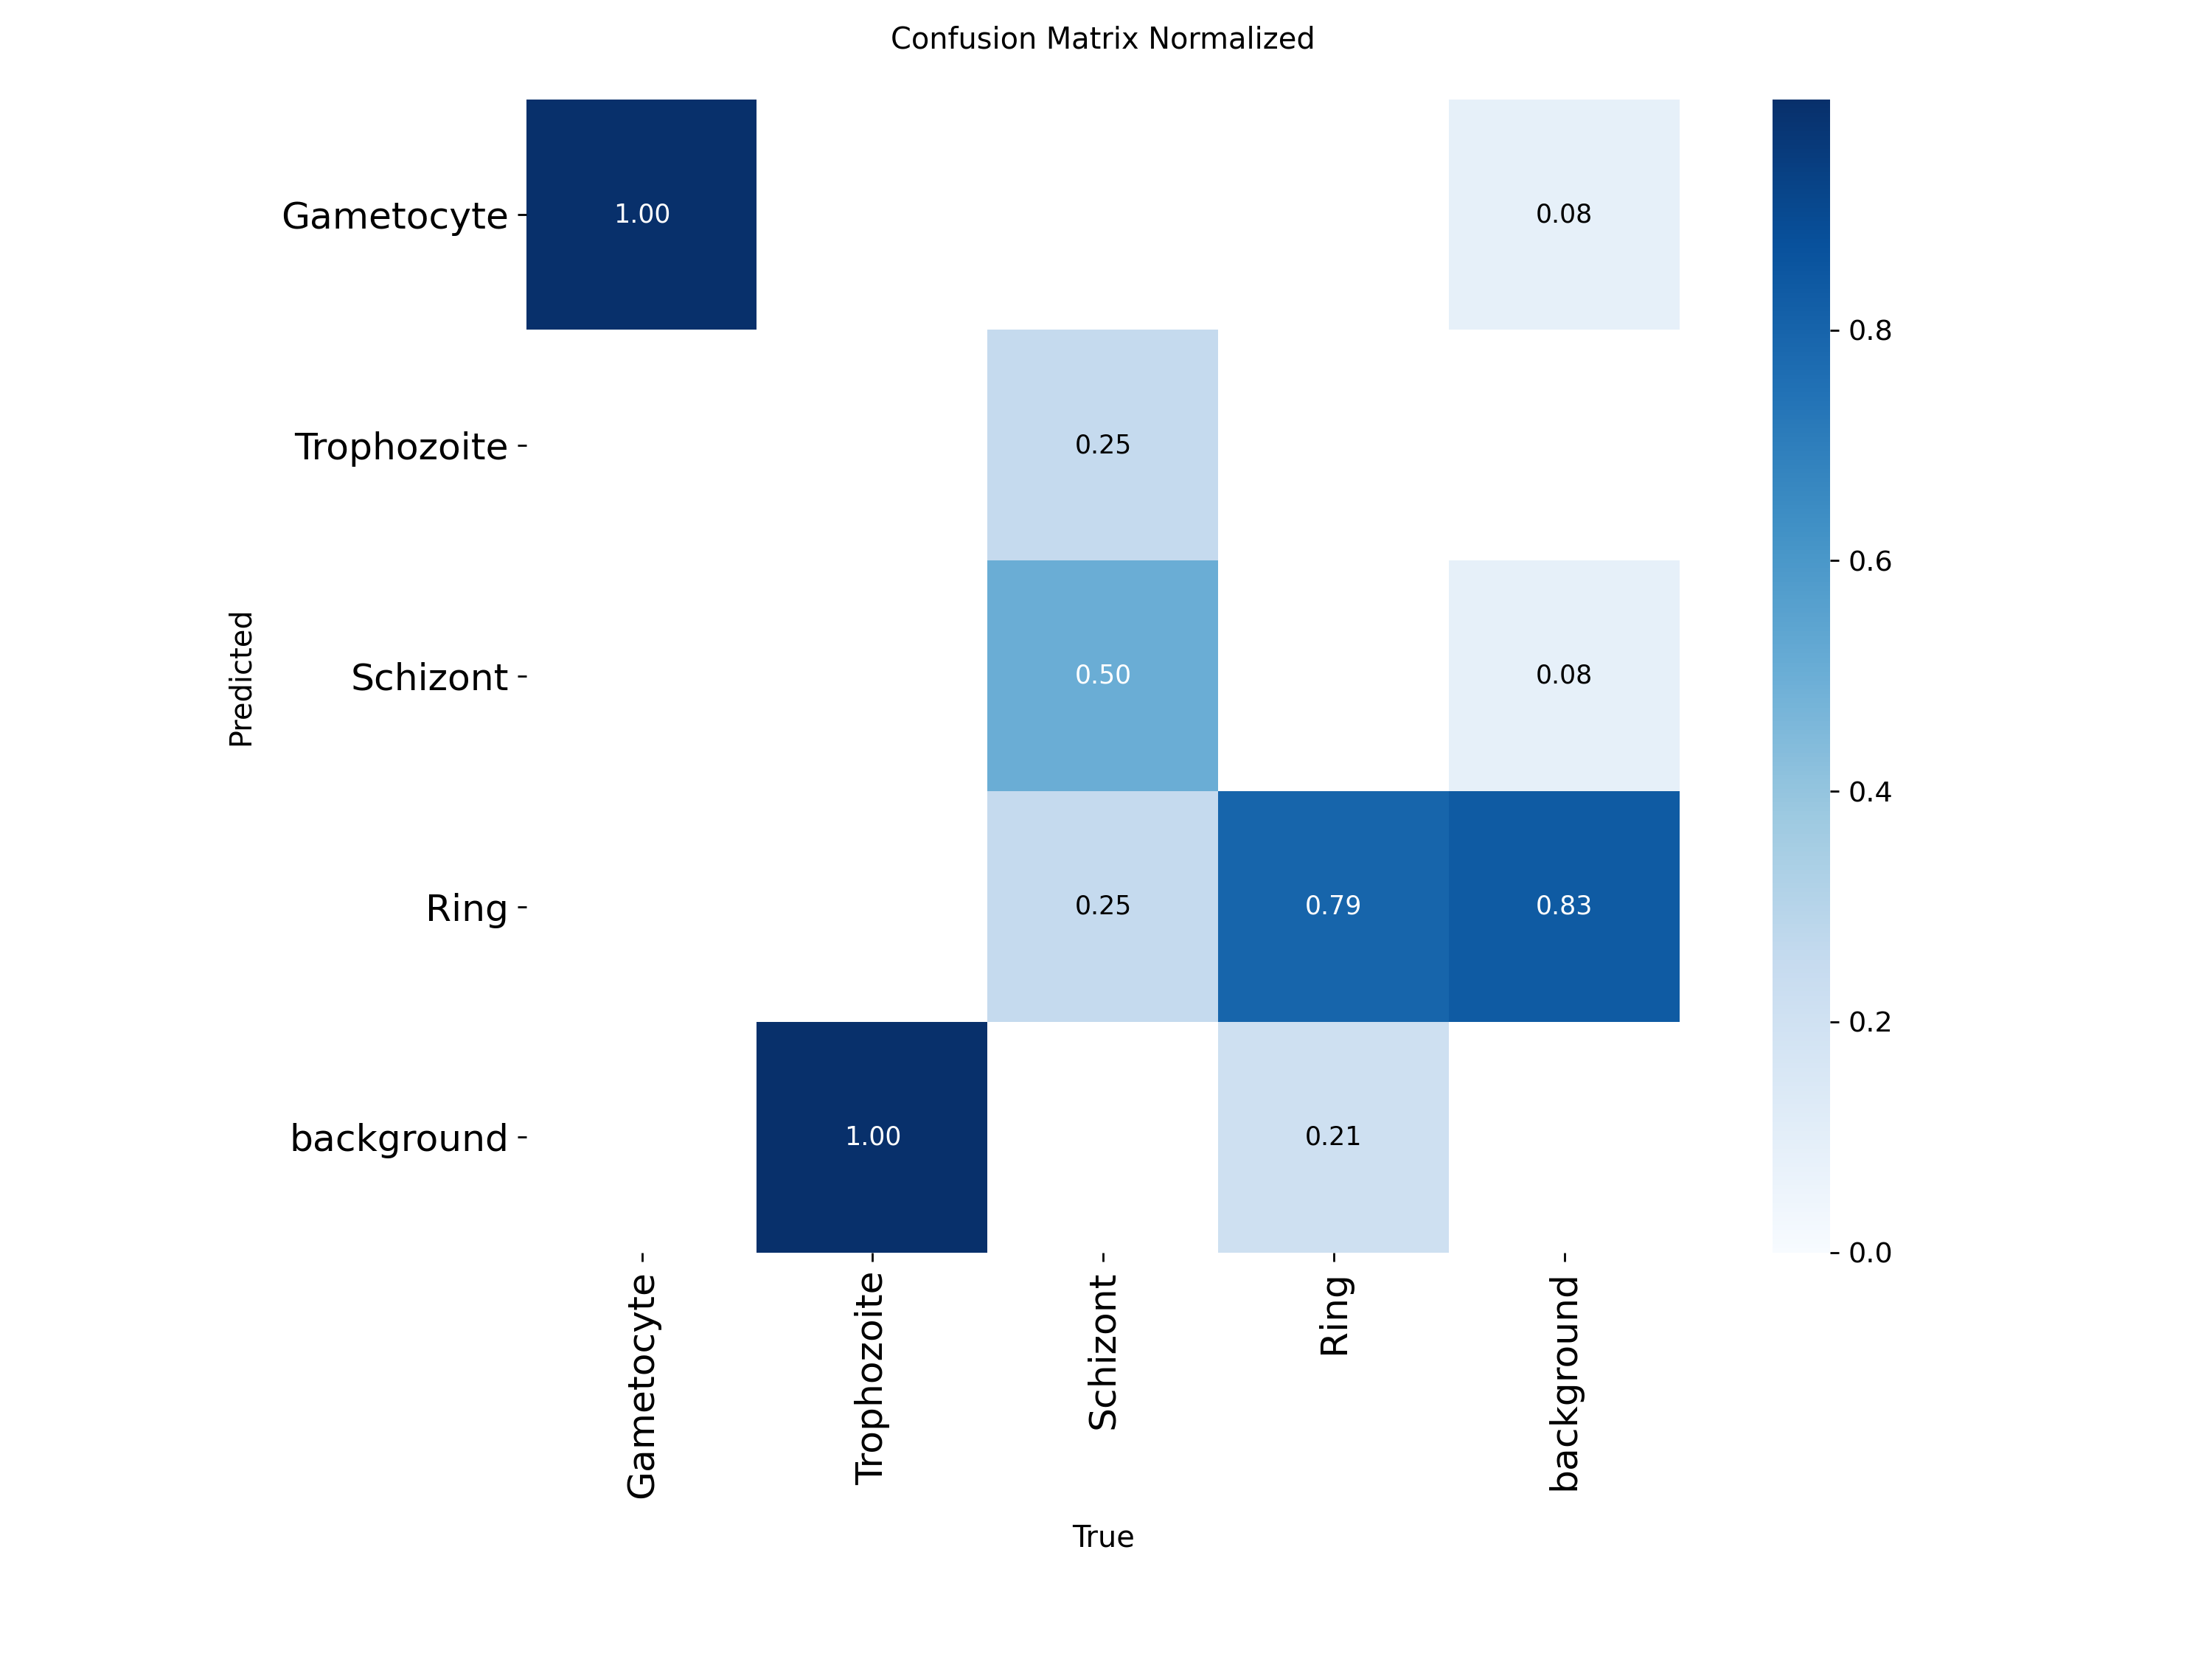 Confusion Matrix Normalized
Gametocyte
1.00
0.08
0.8
Trophozoite
0.25
0.6
Predicted
Schizont
0.50
0.08
0.4
Ring
0.25
0.79
0.83
0.2
background
1.00
0.21
0.0
Gametocyte
Trophozoite
Schizont
Ring
background
True